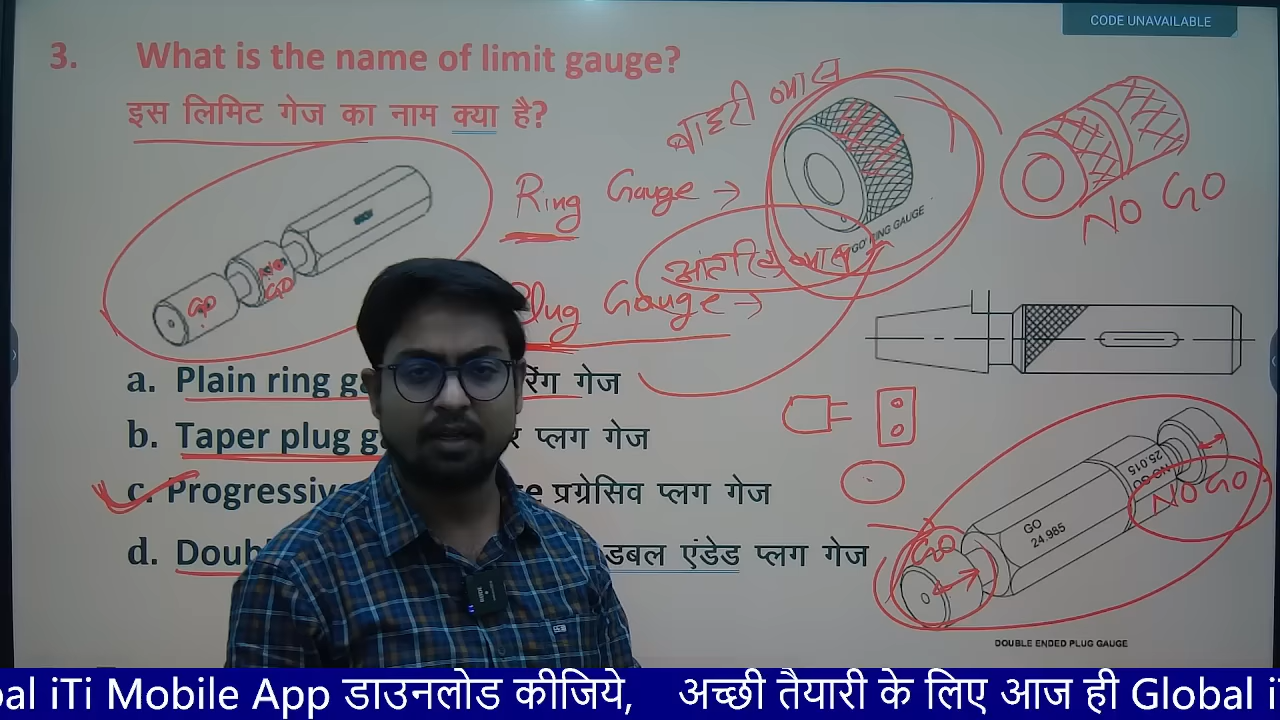 CODE UNAVAILABLE
3. What is the name of limit gauge?
इस लिमिट गेज का नाम क्या है?
बाहरी व्यास
Ring Gauge →
NO GO
'GO' RING GAUGE
GO
NO GO
Plug Gauge →
a. Plain ring ga रिंग गेज
b. Taper plug ga र प्लग गेज
c. Progressiv e प्रग्रेसिव प्लग गेज
d. Doub डबल एंडेड प्लग गेज
GO
24.985
NO GO
25.015
NO GO
GO
DOUBLE ENDED PLUG GAUGE
bal iTi Mobile App डाउनलोड कीजिये, अच्छी तैयारी के लिए आज ही Global i